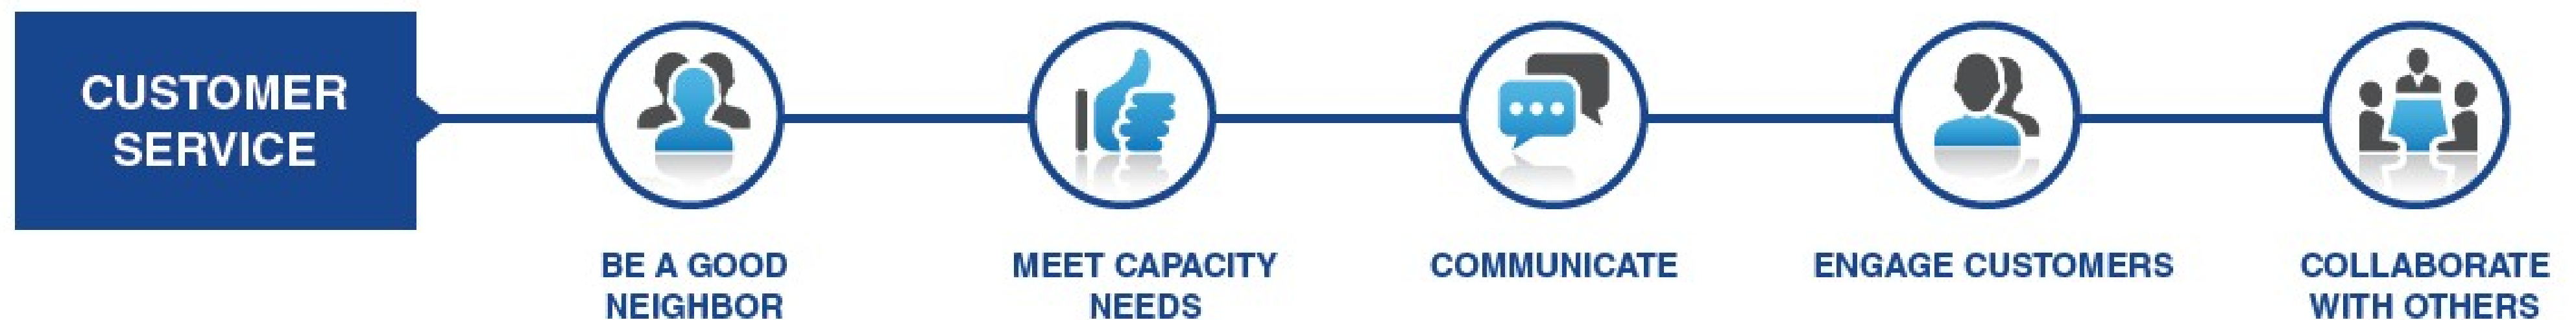 CUSTOMER
SERVICE
BE A GOOD
NEIGHBOR
MEET CAPACITY
NEEDS
COMMUNICATE
ENGAGE CUSTOMERS
COLLABORATE
WITH OTHERS